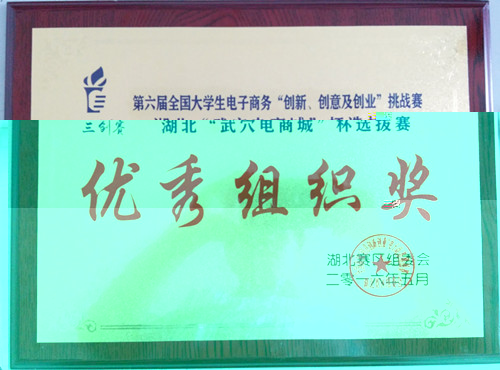 第六届全国大学生电子商务“创新、创意及创业”挑战赛
三创赛 湖北“武穴电商城”杯选拔赛
优秀组织奖
湖北赛区组委会
二零一六年五月